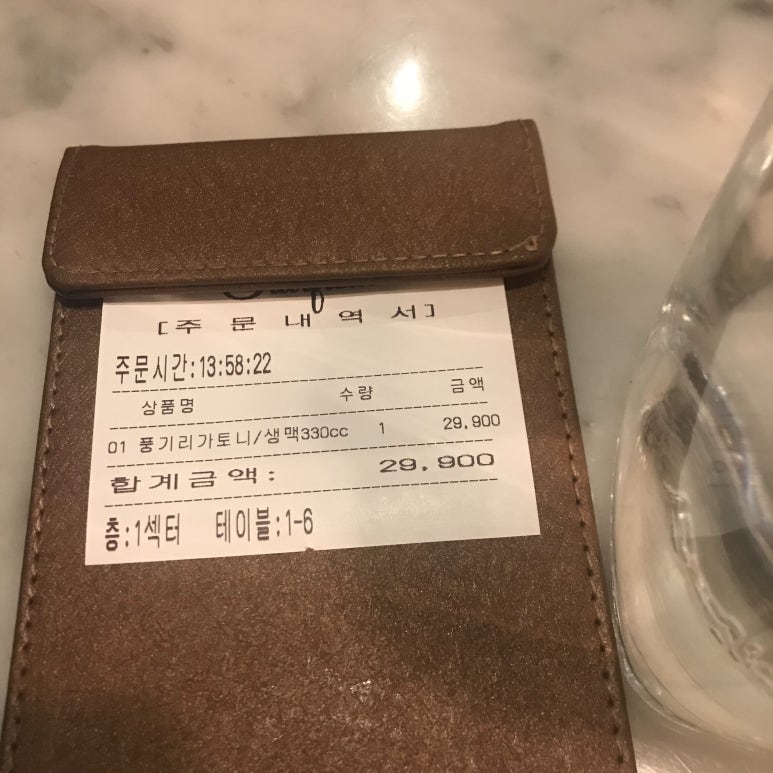 [주 문 내 역 서]
주문시간:13:58:22
상품명 수량 금액
01 풍기리가토니/생맥330cc 1 29,900
합계금액: 29,900
층:1섹터 테이블:1-6